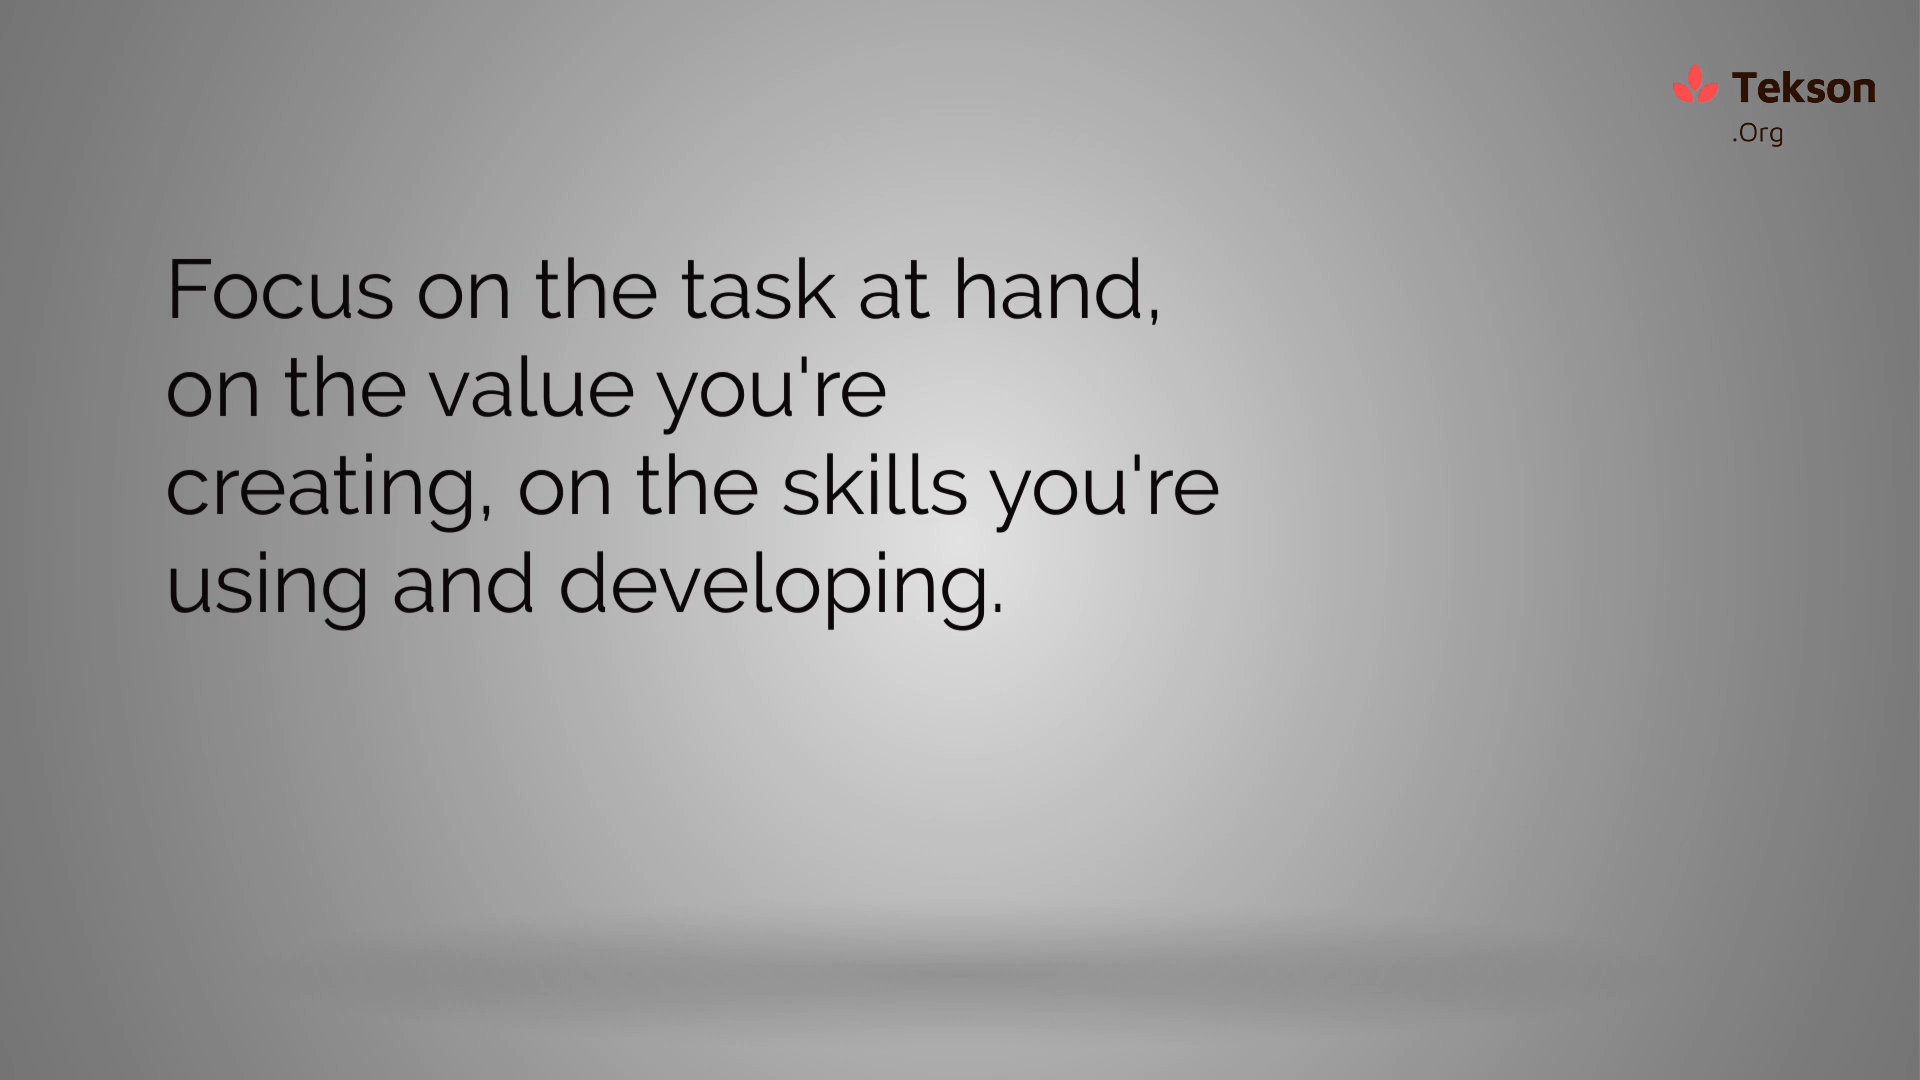 Tekson
.Org
Focus on the task at hand,
on the value you're
creating, on the skills you're
using and developing.